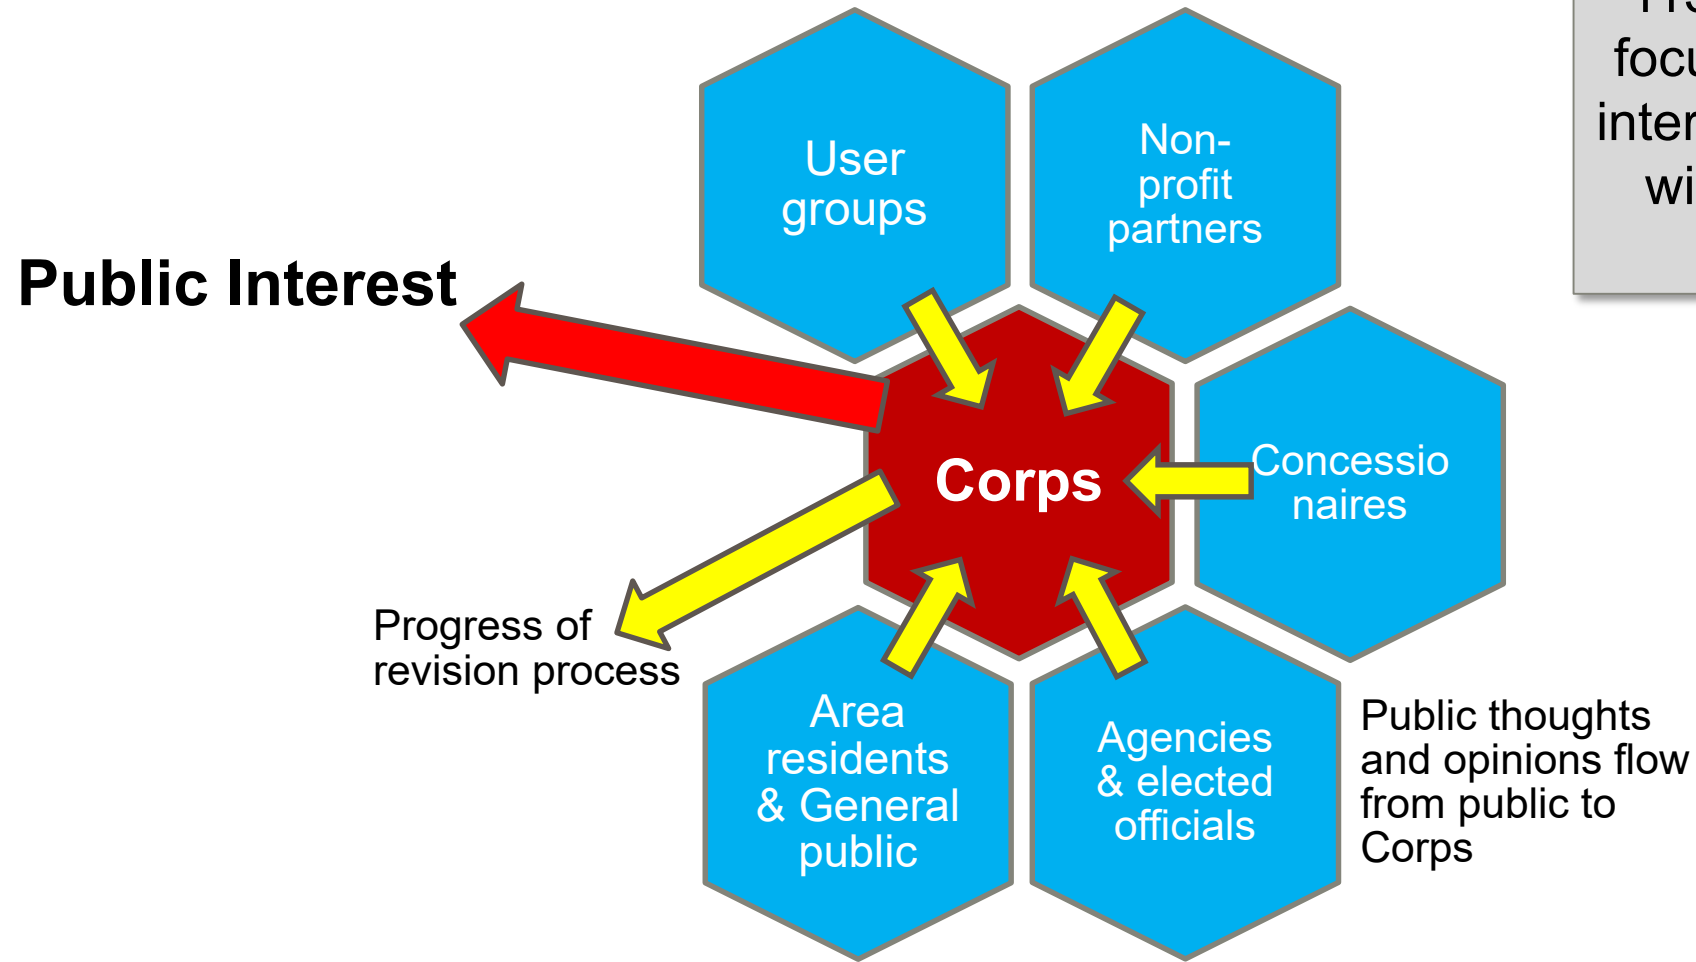 User
groups
Non-
profit
partners
Public Interest
Corps
Concessio
naires
Progress of
revision process
Area
residents
& General
public
Agencies
& elected
officials
Public thoughts
and opinions flow
from public to
Corps